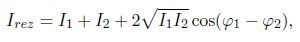 I_{rez} = I_1 + I_2 + 2\sqrt{I_1 I_2} \cos(\varphi_1 - \varphi_2),